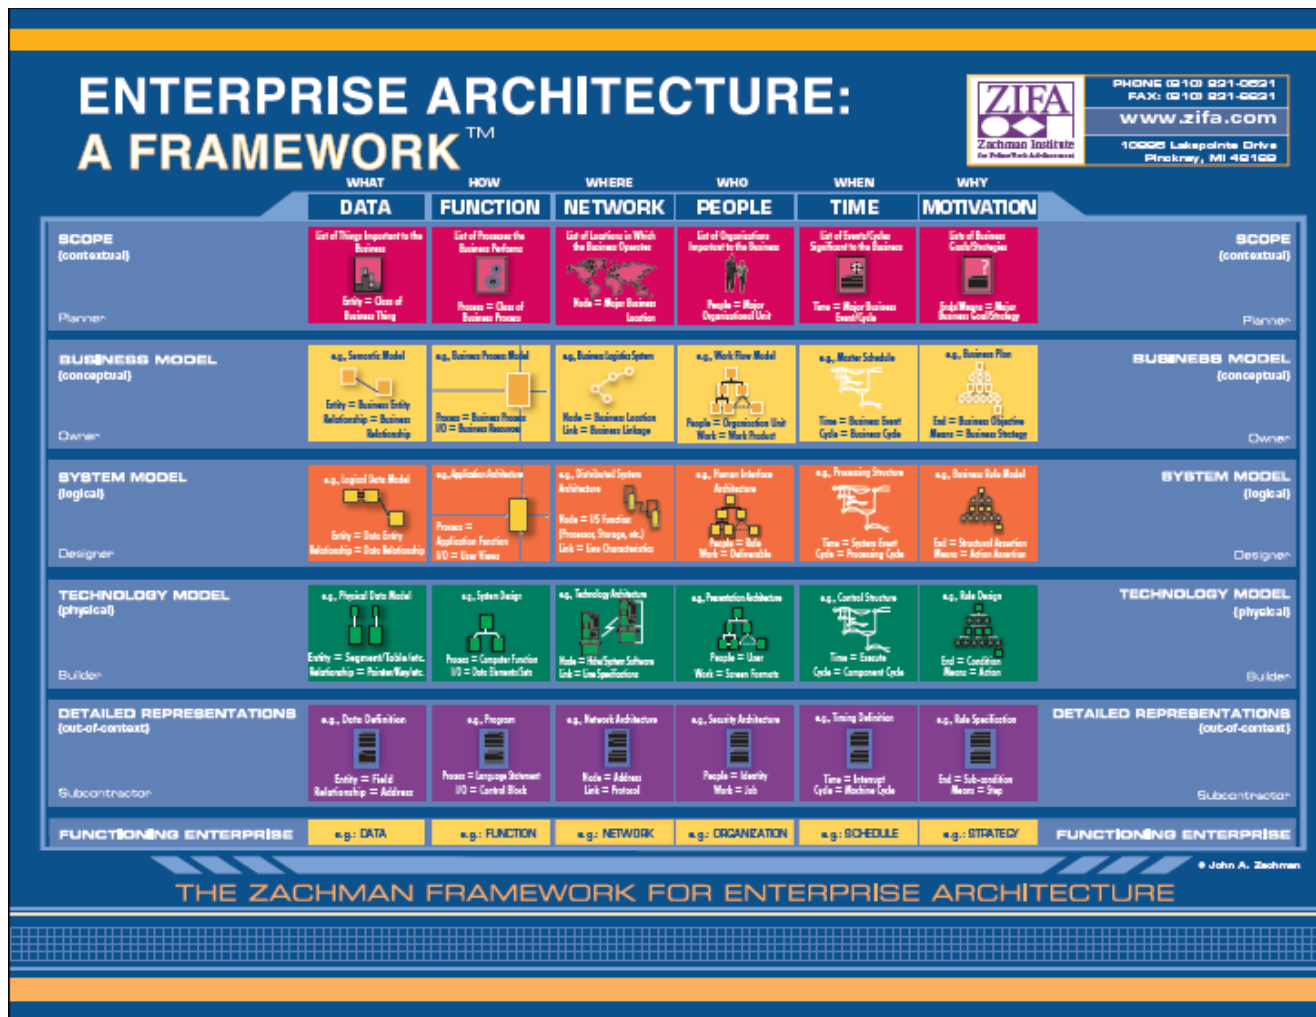 ENTERPRISE ARCHITECTURE:
A FRAMEWORK™
ZIFA
Zachman Institute
for Framework Advancement
PHONE (810) 231-0531
FAX: (810) 231-6631
www.zifa.com
10895 Lakepointe Drive
Pinckney, MI 48169
WHAT HOW WHERE WHO WHEN WHY
DATA FUNCTION NETWORK PEOPLE TIME MOTIVATION
SCOPE
{contextual}
Planner
List of Things Important to the
Business
Entity = Class of
Business Thing
List of Processes the
Business Performs
Process = Class of
Business Process
List of Locations in Which
the Business Operates
Node = Major Business
Location
List of Organizations
Important to the Business
People = Major
Organizational Unit
List of Events/Cycles
Significant to the Business
Time = Major Business
Event/Cycle
Lists of Business
Goals/Strategies
Ends/Means = Major
Business Goal/Strategy
SCOPE
{contextual}
Planner
BUSINESS MODEL
{conceptual}
Owner
e.g., Semantic Model
Entity = Business Entity
Relationship = Business
Relationship
e.g., Business Process Model
Process = Business Process
I/O = Business Resources
e.g., Business Logistics System
Node = Business Location
Link = Business Linkage
e.g., Work Flow Model
People = Organization Unit
Work = Work Product
e.g., Master Schedule
Time = Business Event
Cycle = Business Cycle
e.g., Business Plan
End = Business Objective
Means = Business Strategy
BUSINESS MODEL
{conceptual}
Owner
SYSTEM MODEL
{logical}
Designer
e.g., Logical Data Model
Entity = Data Entity
Relationship = Data Relationship
e.g., Application Architecture
Process =
Application Function
I/O = User Views
e.g., Distributed System
Architecture
Node = I/S Function
(Processor, Storage, etc.)
Link = Line Characteristics
e.g., Human Interface
Architecture
People = Role
Work = Deliverable
e.g., Processing Structure
Time = System Event
Cycle = Processing Cycle
e.g., Business Rule Model
End = Structural Assertion
Means = Action Assertion
SYSTEM MODEL
{logical}
Designer
TECHNOLOGY MODEL
{physical}
Builder
e.g., Physical Data Model
Entity = Segment/Table/etc.
Relationship = Pointer/Key/etc.
e.g., System Design
Process = Computer Function
I/O = Data Elements/Sets
e.g., Technology Architecture
Node = Hdw/System Software
Link = Line Specifications
e.g., Presentation Architecture
People = User
Work = Screen Formats
e.g., Control Structure
Time = Execute
Cycle = Component Cycle
e.g., Rule Design
End = Condition
Means = Action
TECHNOLOGY MODEL
{physical}
Builder
DETAILED REPRESENTATIONS
{out-of-context}
Subcontractor
e.g., Data Definition
Entity = Field
Relationship = Address
e.g., Program
Process = Language Statement
I/O = Control Block
e.g., Network Architecture
Node = Address
Link = Protocol
e.g., Security Architecture
People = Identity
Work = Job
e.g., Timing Definition
Time = Interrupt
Cycle = Machine Cycle
e.g., Rule Specification
End = Sub-condition
Means = Step
DETAILED REPRESENTATIONS
{out-of-context}
Subcontractor
FUNCTIONING ENTERPRISE
e.g.: DATA
e.g.: FUNCTION
e.g.: NETWORK
e.g.: ORGANIZATION
e.g.: SCHEDULE
e.g.: STRATEGY
FUNCTIONING ENTERPRISE
© John A. Zachman
THE ZACHMAN FRAMEWORK FOR ENTERPRISE ARCHITECTURE